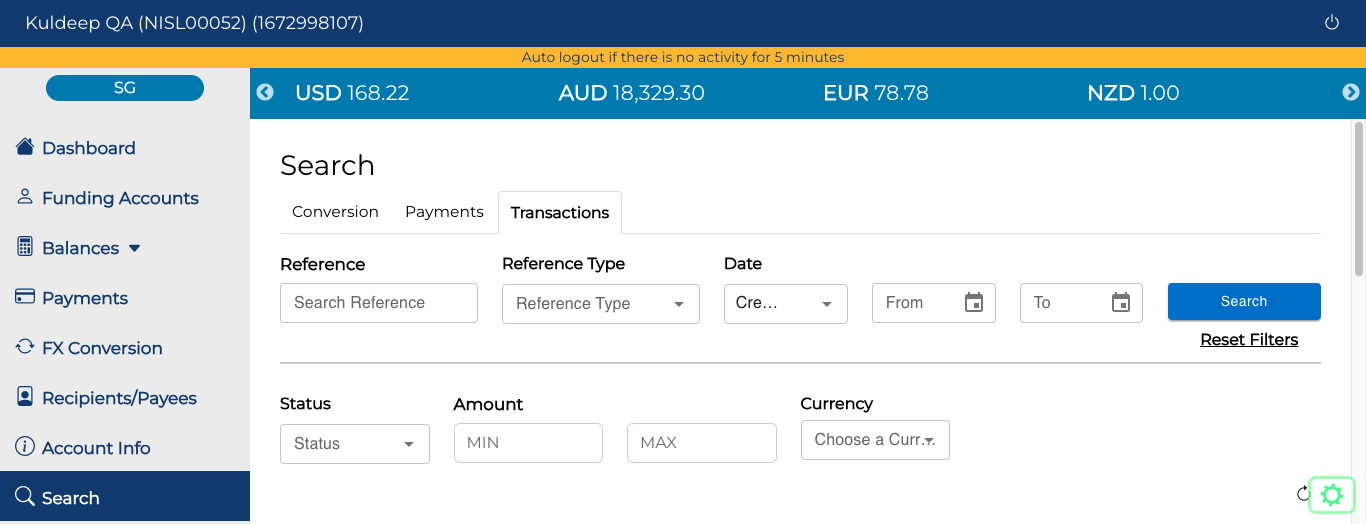 Kuldeep QA (NISL00052) (1672998107)
Auto logout if there is no activity for 5 minutes
SG
USD 168.22 AUD 18,329.30 EUR 78.78 NZD 1.00
Dashboard
Funding Accounts
Balances
Payments
FX Conversion
Recipients/Payees
Account Info
Search
Search
Conversion Payments Transactions
Reference Reference Type Date
Search Reference Reference Type Cre... From To Search
Reset Filters
Status Amount Currency
Status MIN MAX Choose a Curr...